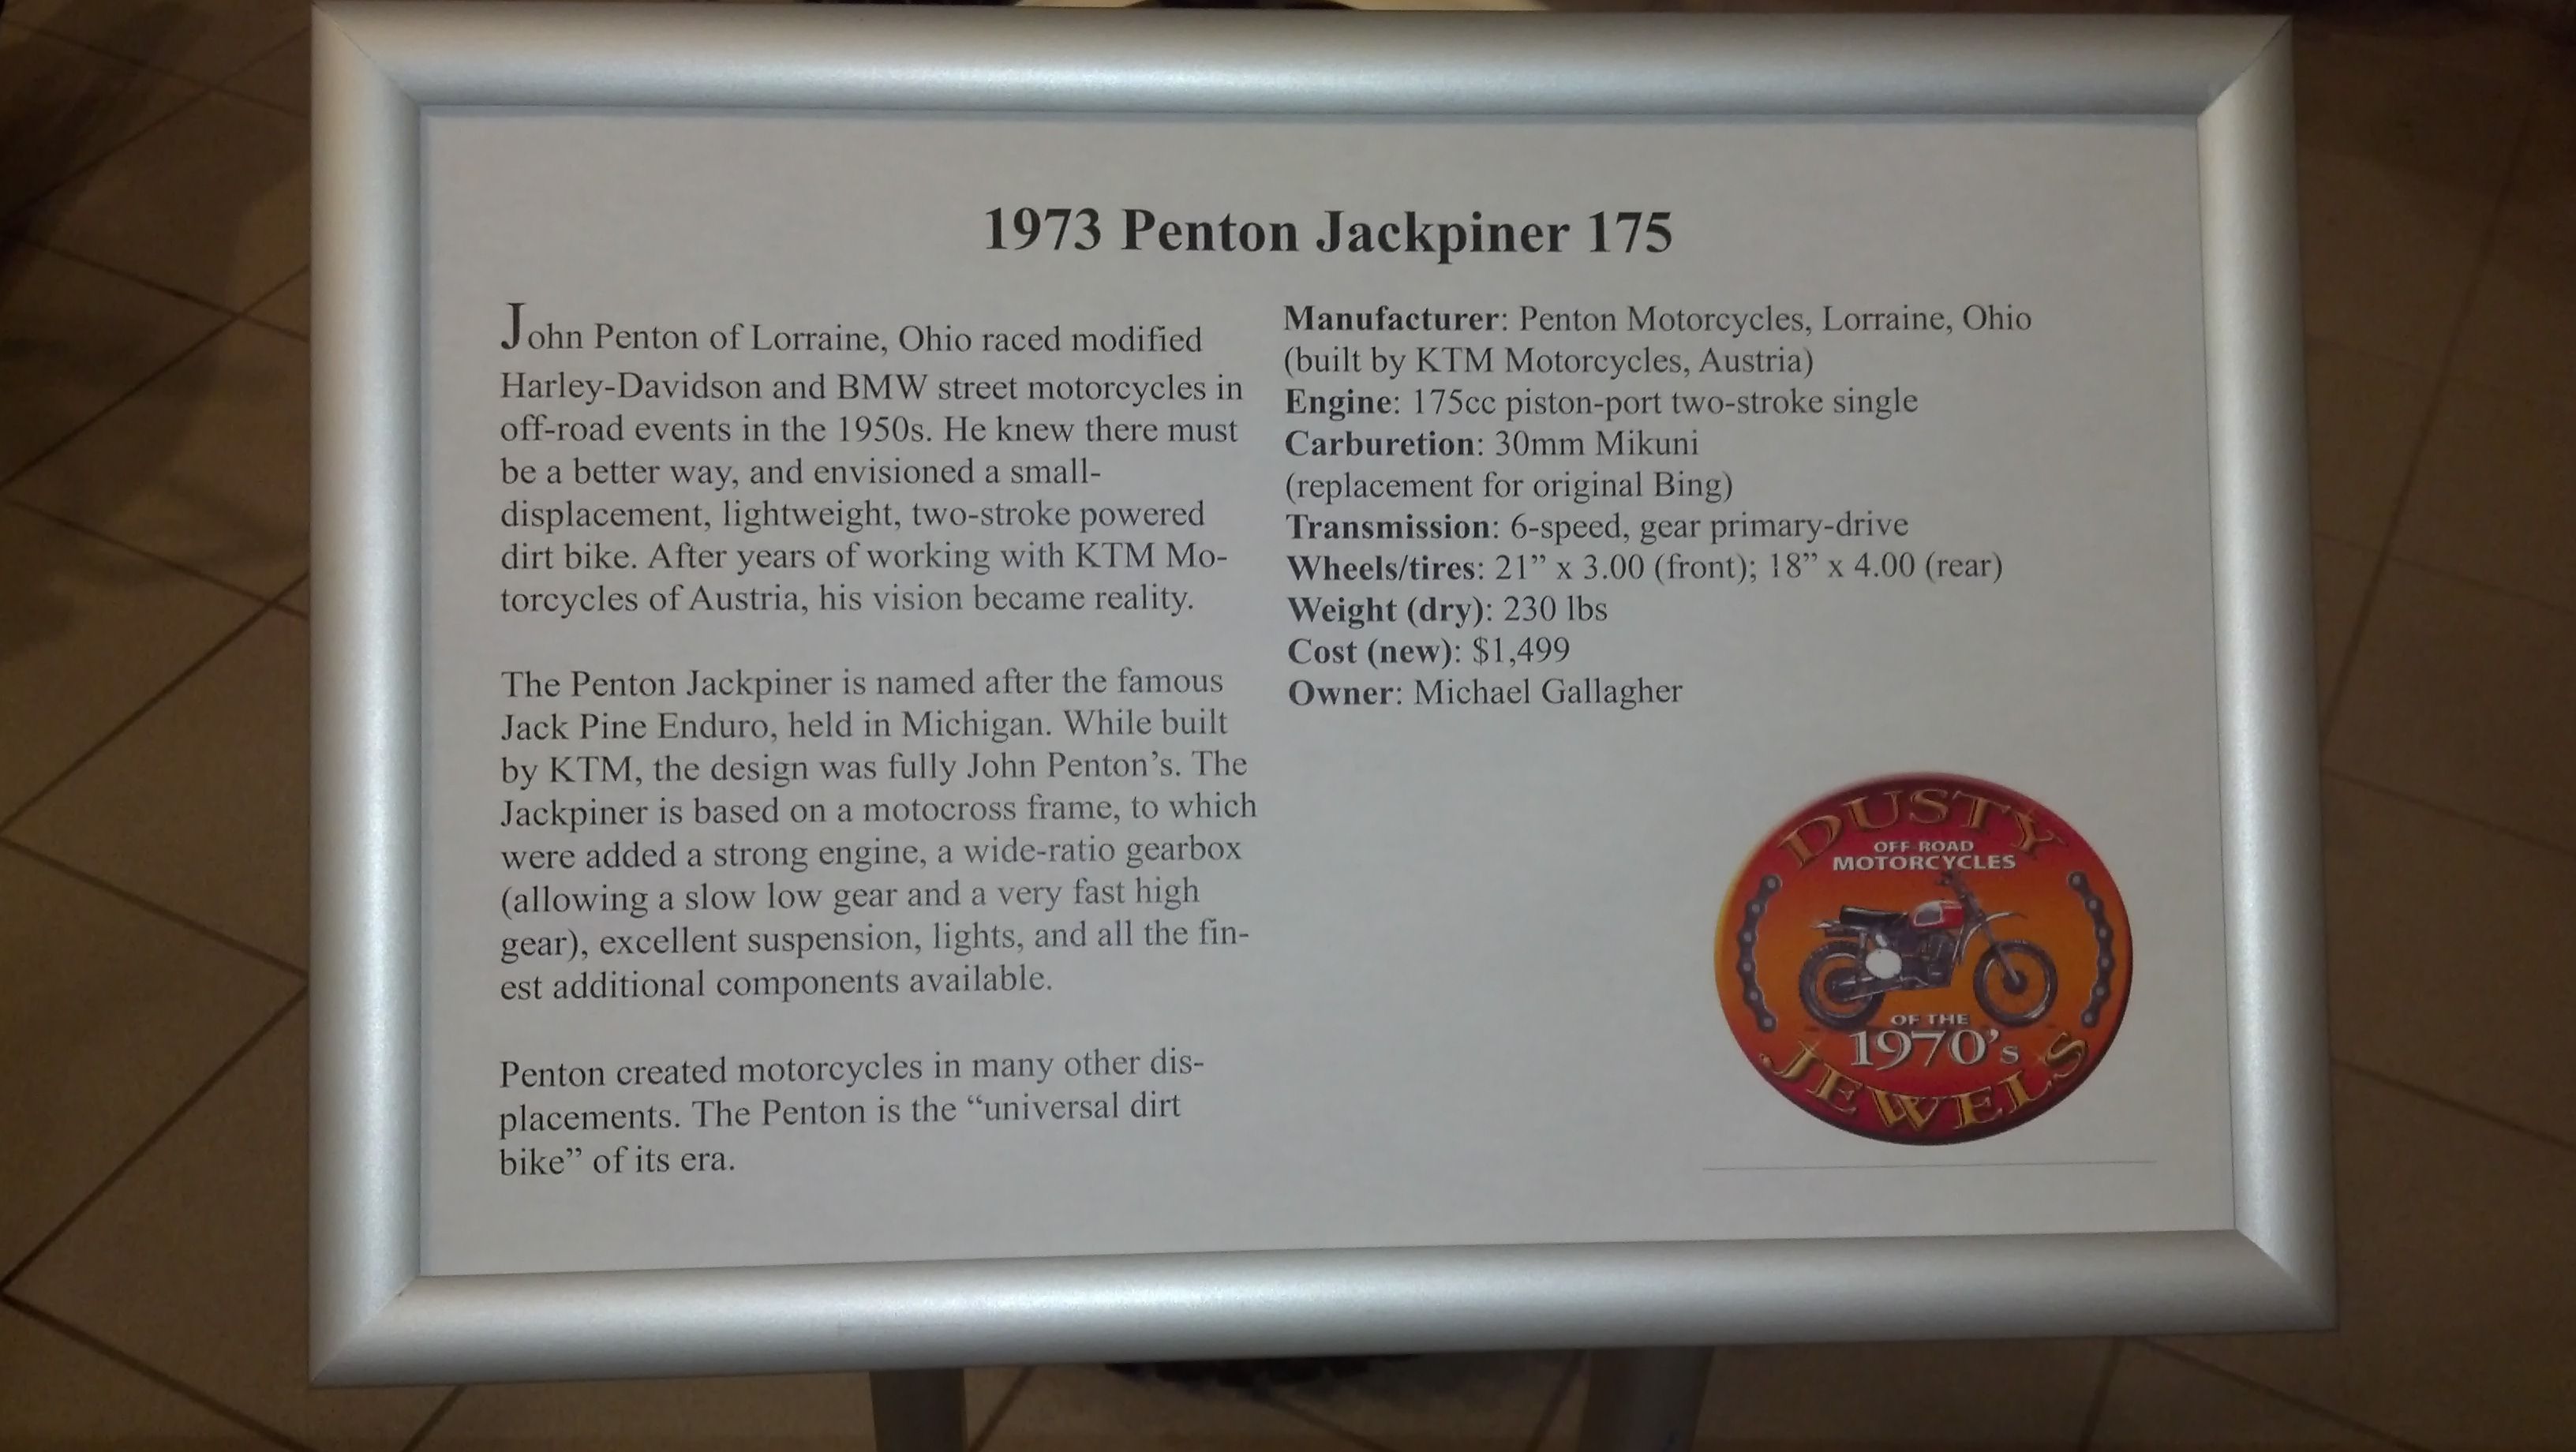 1973 Penton Jackpiner 175
John Penton of Lorraine, Ohio raced modified
Harley-Davidson and BMW street motorcycles in
off-road events in the 1950s. He knew there must
be a better way, and envisioned a small-
displacement, lightweight, two-stroke powered
dirt bike. After years of working with KTM Mo-
torcycles of Austria, his vision became reality.
The Penton Jackpiner is named after the famous
Jack Pine Enduro, held in Michigan. While built
by KTM, the design was fully John Penton’s. The
Jackpiner is based on a motocross frame, to which
were added a strong engine, a wide-ratio gearbox
(allowing a slow low gear and a very fast high
gear), excellent suspension, lights, and all the fin-
est additional components available.
Penton created motorcycles in many other dis-
placements. The Penton is the “universal dirt
bike” of its era.
Manufacturer: Penton Motorcycles, Lorraine, Ohio
(built by KTM Motorcycles, Austria)
Engine: 175cc piston-port two-stroke single
Carburetion: 30mm Mikuni
(replacement for original Bing)
Transmission: 6-speed, gear primary-drive
Wheels/tires: 21” x 3.00 (front); 18” x 4.00 (rear)
Weight (dry): 230 lbs
Cost (new): $1,499
Owner: Michael Gallagher
DUSTY
OFF-ROAD
MOTORCYCLES
OF THE
1970’s
JEWELS